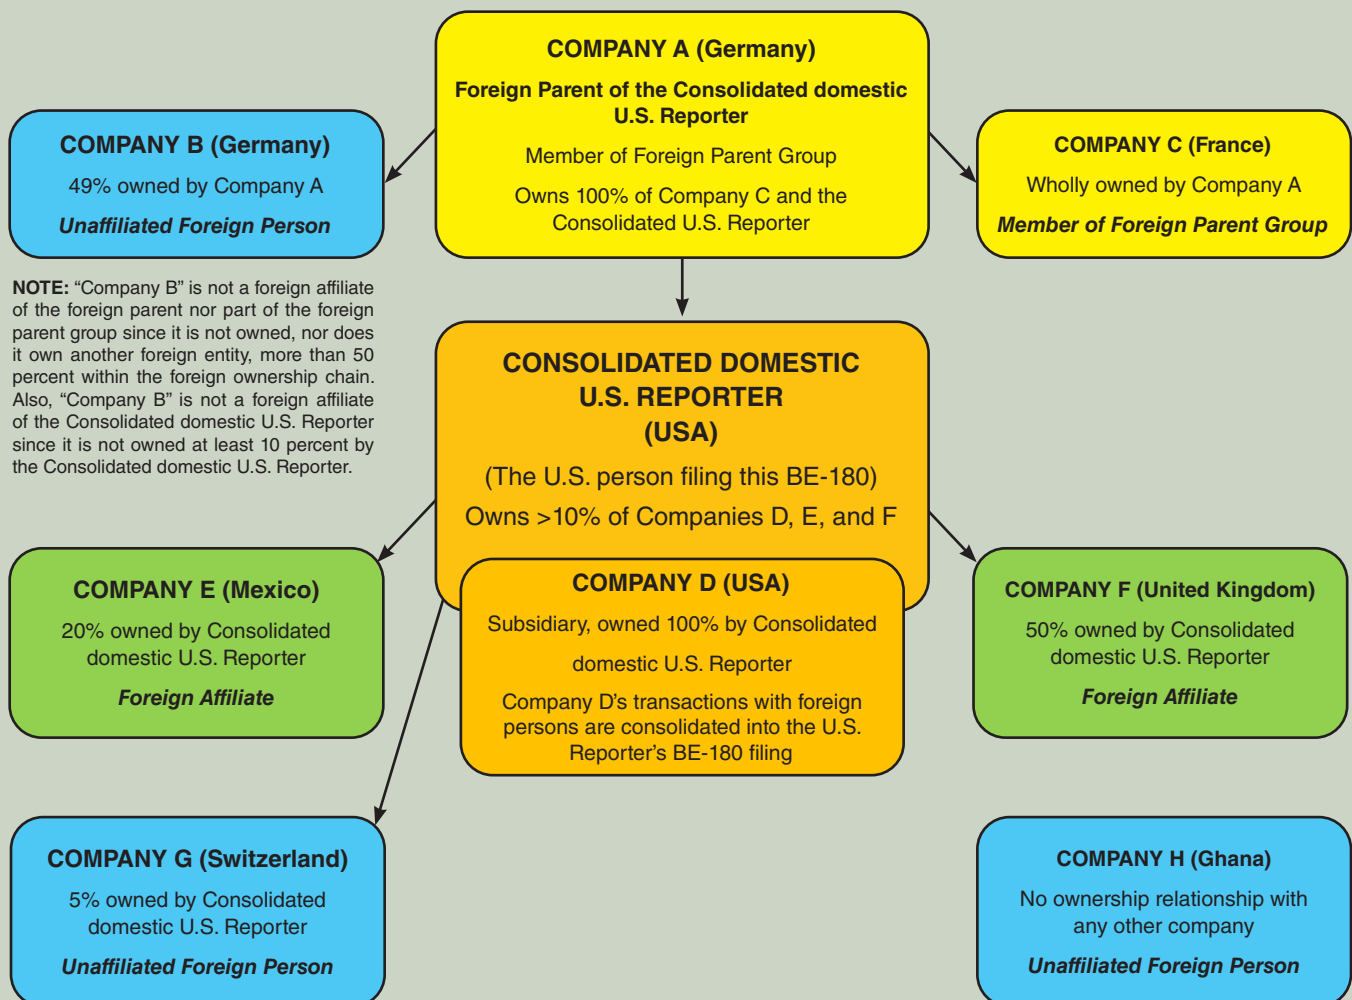 COMPANY A (Germany)
Foreign Parent of the Consolidated domestic
U.S. Reporter
Member of Foreign Parent Group
Owns 100% of Company C and the
Consolidated U.S. Reporter
COMPANY B (Germany)
49% owned by Company A
Unaffiliated Foreign Person
COMPANY C (France)
Wholly owned by Company A
Member of Foreign Parent Group
NOTE: “Company B” is not a foreign affiliate
of the foreign parent nor part of the foreign
parent group since it is not owned, nor does
it own another foreign entity, more than 50
percent within the foreign ownership chain.
Also, “Company B” is not a foreign affiliate
of the Consolidated domestic U.S. Reporter
since it is not owned at least 10 percent by
the Consolidated domestic U.S. Reporter.
CONSOLIDATED DOMESTIC
U.S. REPORTER
(USA)
(The U.S. person filing this BE-180)
Owns >10% of Companies D, E, and F
COMPANY E (Mexico)
20% owned by Consolidated
domestic U.S. Reporter
Foreign Affiliate
COMPANY D (USA)
Subsidiary, owned 100% by Consolidated
domestic U.S. Reporter
Company D’s transactions with foreign
persons are consolidated into the U.S.
Reporter’s BE-180 filing
COMPANY F (United Kingdom)
50% owned by Consolidated
domestic U.S. Reporter
Foreign Affiliate
COMPANY G (Switzerland)
5% owned by Consolidated
domestic U.S. Reporter
Unaffiliated Foreign Person
COMPANY H (Ghana)
No ownership relationship with
any other company
Unaffiliated Foreign Person